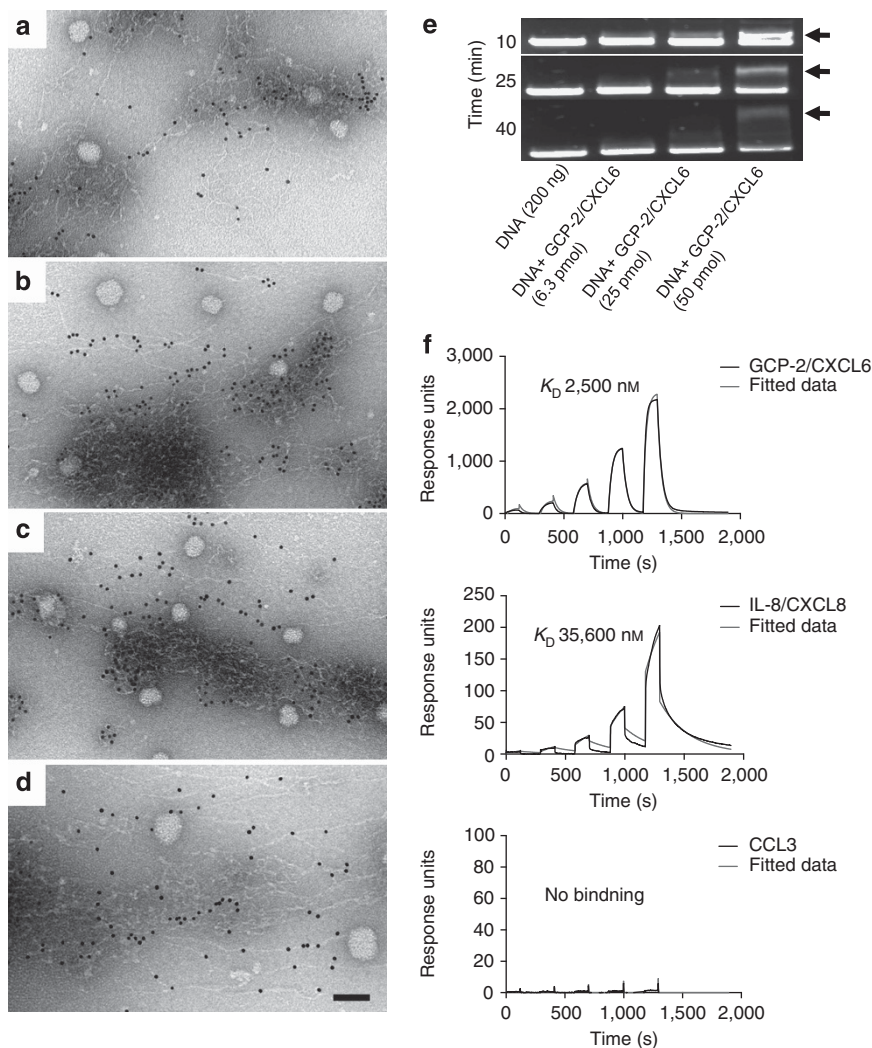 a
b
c
d
e
Time (min)
10
25
40
DNA (200 ng)
DNA+ GCP-2/CXCL6
(6.3 pmol)
DNA+ GCP-2/CXCL6
(25 pmol)
DNA+ GCP-2/CXCL6
(50 pmol)
f
3,000
2,000
1,000
0
Response units
KD 2,500 nM
GCP-2/CXCL6
Fitted data
0 500 1,000 1,500 2,000
Time (s)
250
200
150
100
50
0
Response units
KD 35,600 nM
IL-8/CXCL8
Fitted data
0 500 1,000 1,500 2,000
Time (s)
100
80
60
40
20
0
Response units
No bindning
CCL3
Fitted data
0 500 1,000 1,500 2,000
Time (s)